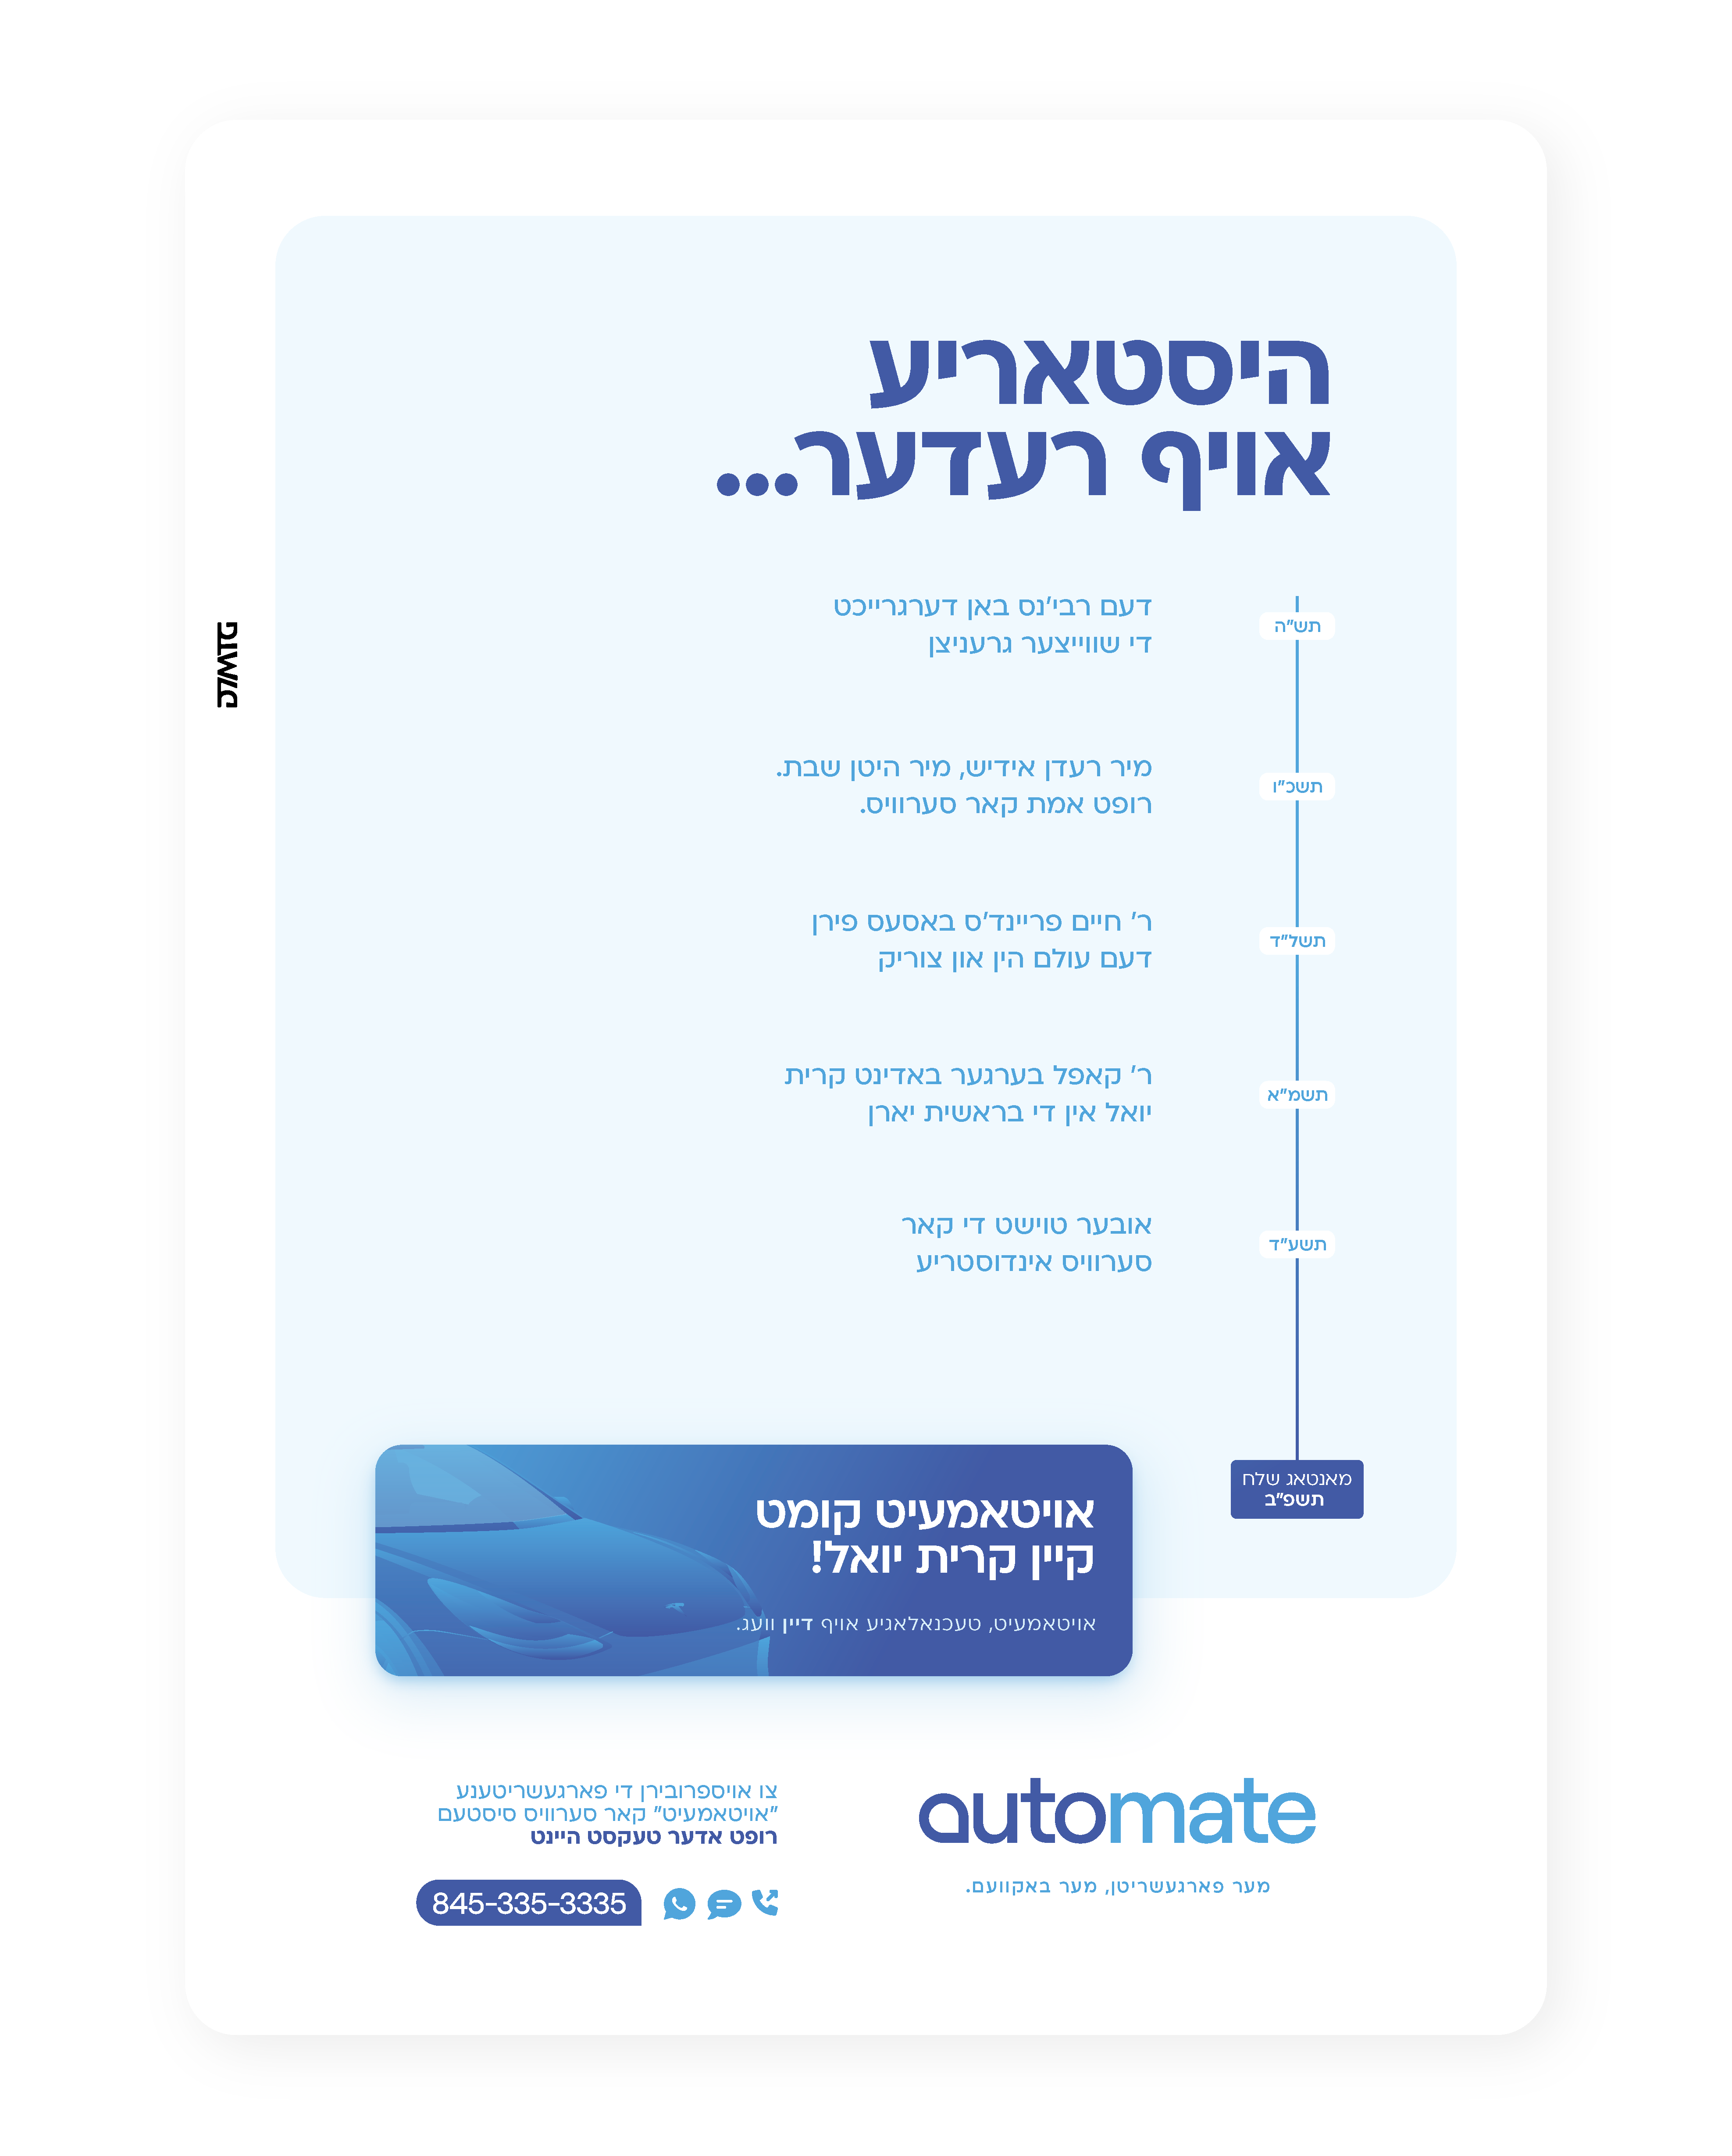 היסטאריע
אויף רעדער...
תש"ה
דעם רבי'נס באן דערגרייכט
די שווייצער גרעניצן
תשכ"ו
מיר רעדן אידיש, מיר היטן שבת.
רופט אמת קאר סערוויס.
תשל"ד
ר' חיים פריינד'ס באסעס פירן
דעם עולם הין און צוריק
תשמ"א
ר' קאפל בערגער באדינט קרית
יואל אין די בראשית יארן
תשע"ד
אובער טוישט די קאר
סערוויס אינדוסטריע
מאנטאג שלח
תשפ"ב
אויטאמעיט קומט
קיין קרית יואל!
אויטאמעיט, טעכנאלאגיע אויף דיין וועג.
automate
מער פארגעשריטן, מער באקוועם.
צו אויספרובירן די פארגעשריטענע
"אויטאמעיט" קאר סערוויס סיסטעם
רופט אדער טעקסט היינט
845-335-3335